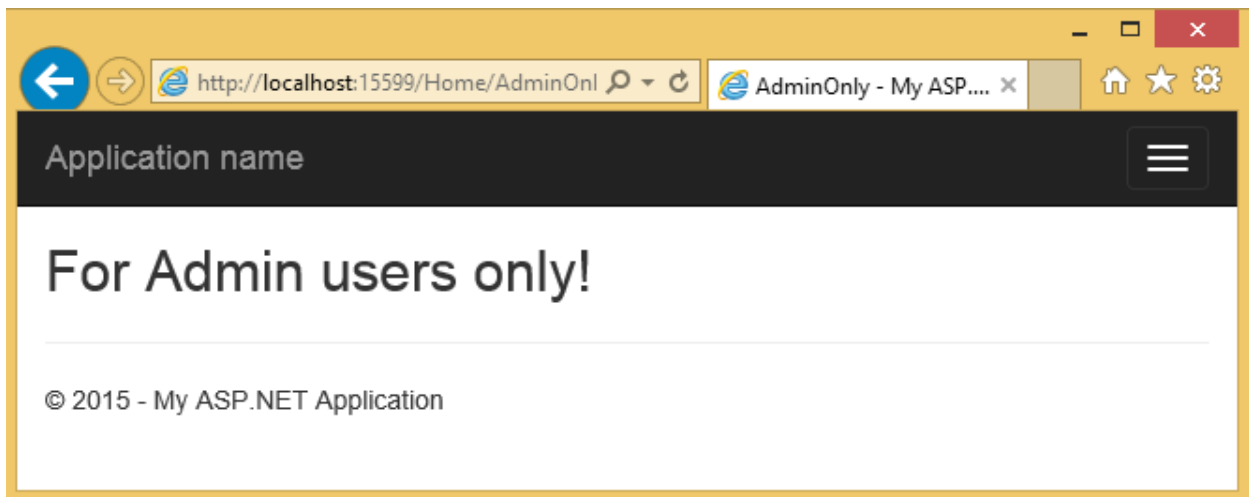 http://localhost:15599/Home/AdminOnl
AdminOnly - My ASP....
Application name
For Admin users only!
© 2015 - My ASP.NET Application